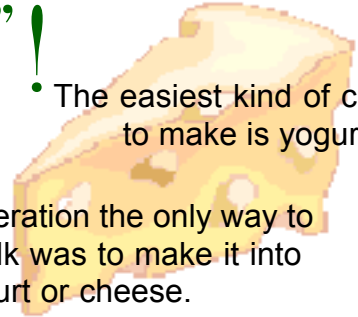 ”!
The easiest kind of c
to make is yogur
eration the only way to
lk was to make it into
urt or cheese.